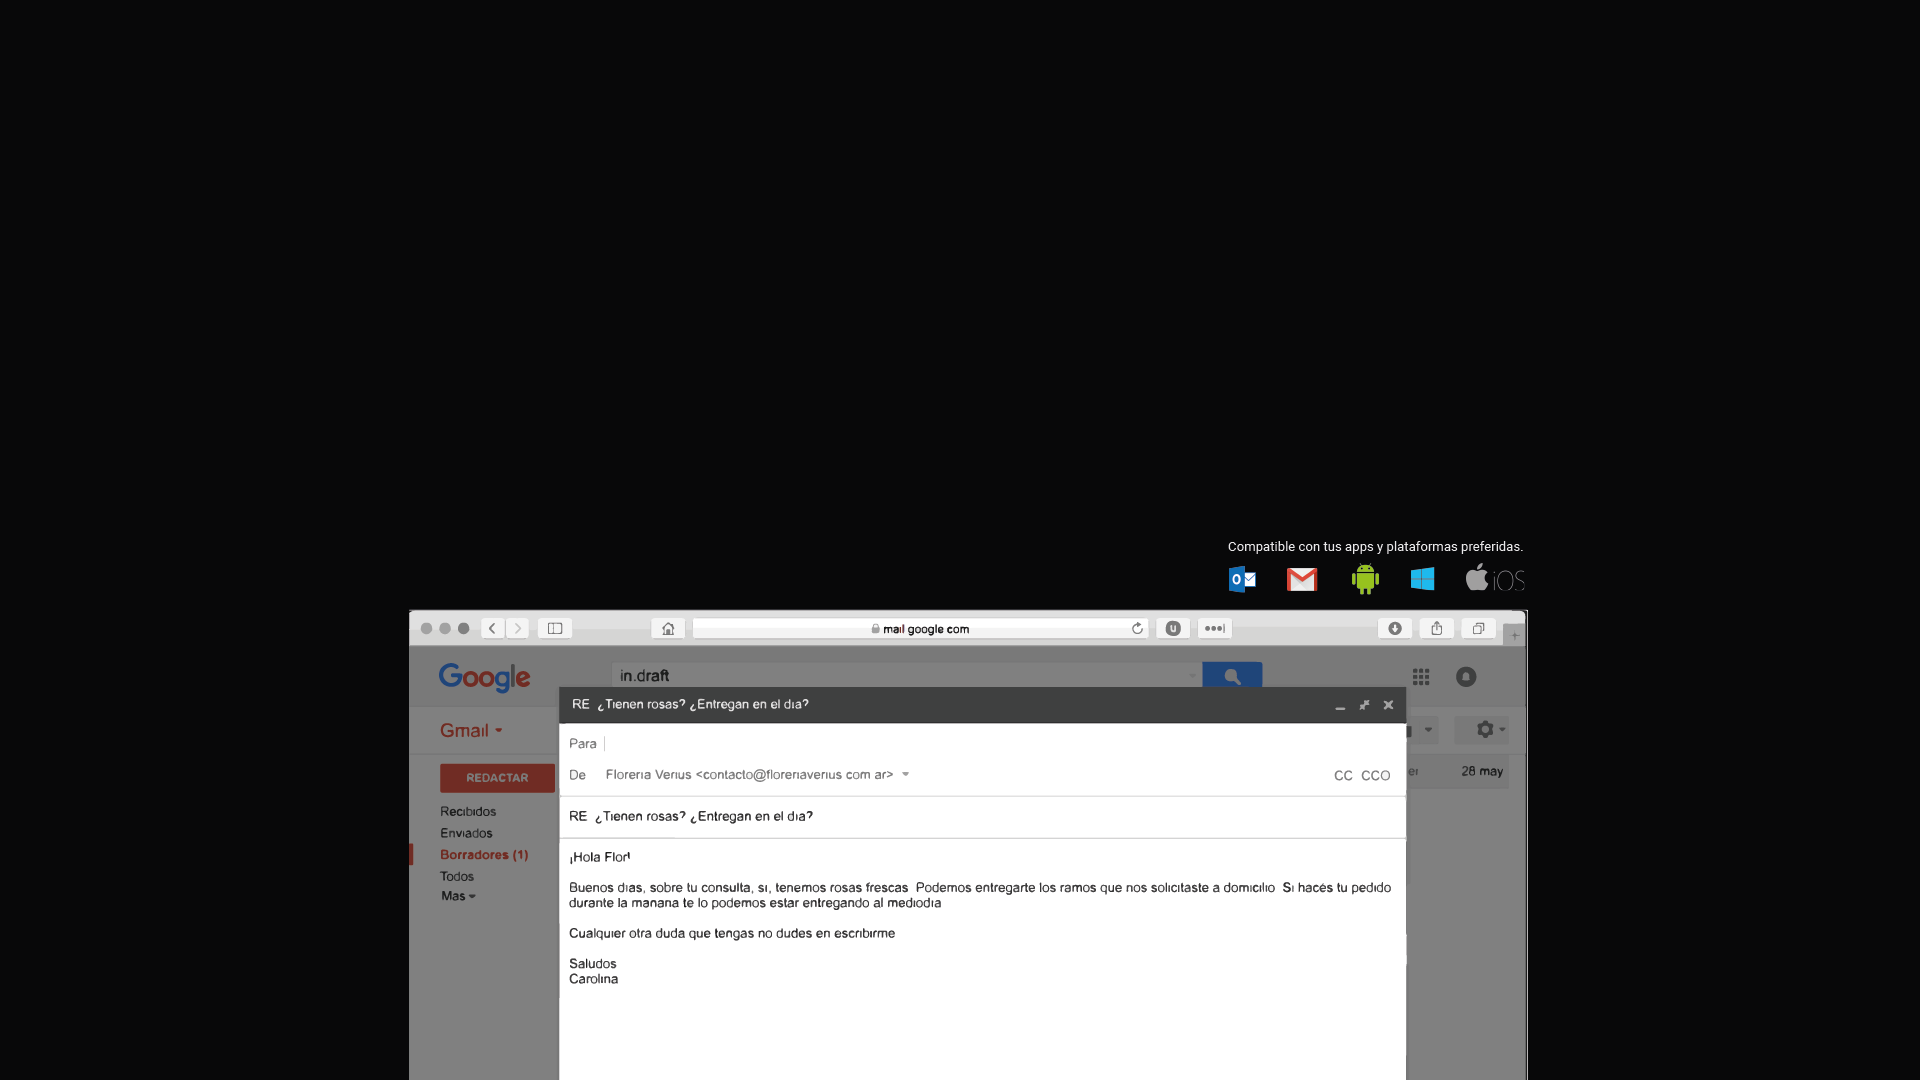 Compatible con tus apps y plataformas preferidas.
iOS
mail google com
Google
in.draft
RE ¿Tienen rosas? ¿Entregan en el dia?
Gmail
Para
De Floreria Verius <contacto@floreriaverius com ar> CC CCO
28 may
REDACTAR
Recibidos
Enviados
Borradores (1)
Todos
Mas
RE ¿Tienen rosas? ¿Entregan en el dia?
¡Hola Flor!
Buenos dias, sobre tu consulta, si, tenemos rosas frescas Podemos entregarte los ramos que nos solicitaste a domicilio Si hacés tu pedido
durante la manana te lo podemos estar entregando al mediodia
Cualquier otra duda que tengas no dudes en escribirme
Saludos
Carolina